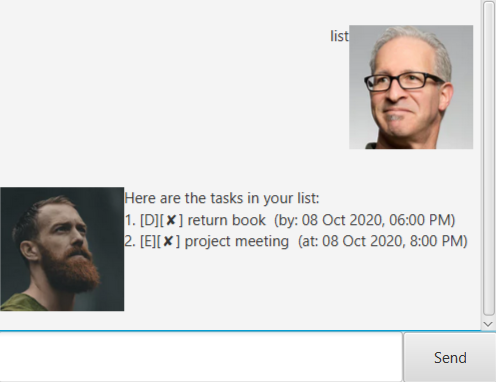 list
Here are the tasks in your list:
1. [D][✘] return book  (by: 08 Oct 2020, 06:00 PM)
2. [E][✘] project meeting  (at: 08 Oct 2020, 8:00 PM)
Send